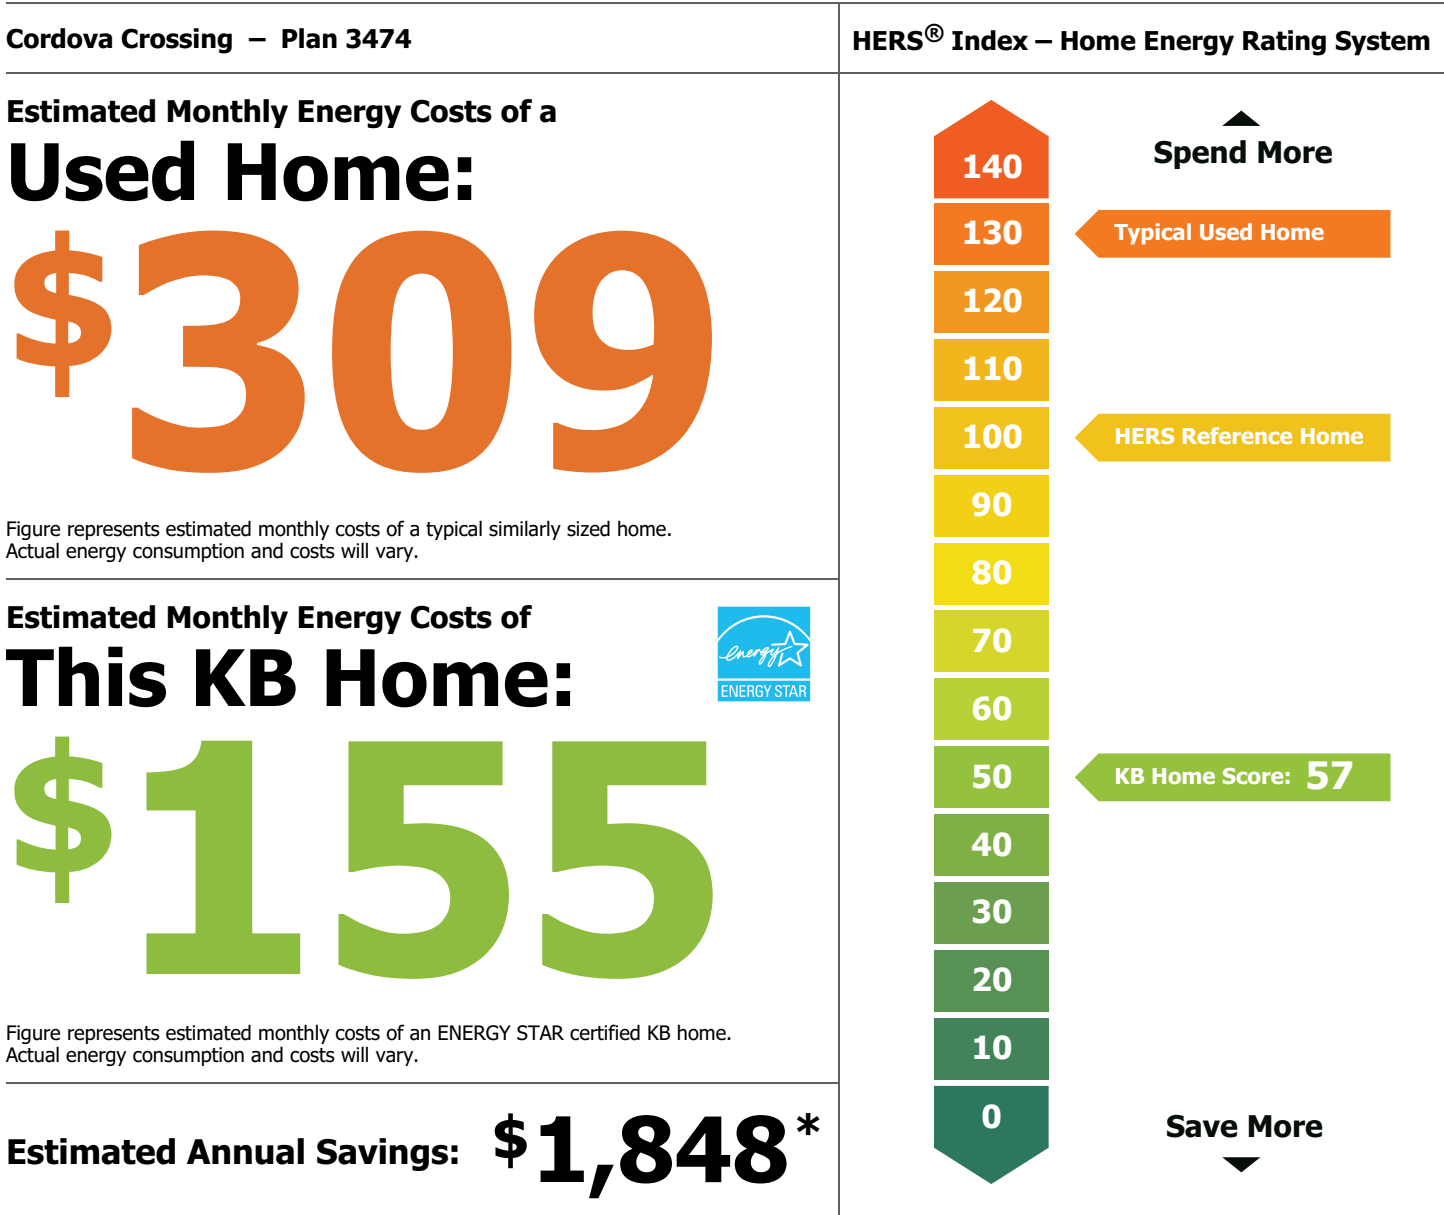 Cordova Crossing – Plan 3474
Estimated Monthly Energy Costs of a
Used Home:
$309
Figure represents estimated monthly costs of a typical similarly sized home.
Actual energy consumption and costs will vary.
Estimated Monthly Energy Costs of
This KB Home:
energy
ENERGY STAR
$155
Figure represents estimated monthly costs of an ENERGY STAR certified KB home.
Actual energy consumption and costs will vary.
Estimated Annual Savings: $1,848*
HERS® Index – Home Energy Rating System
Spend More
140
130 Typical Used Home
120
110
100 HERS Reference Home
90
80
70
60
50 KB Home Score: 57
40
30
20
10
0
Save More